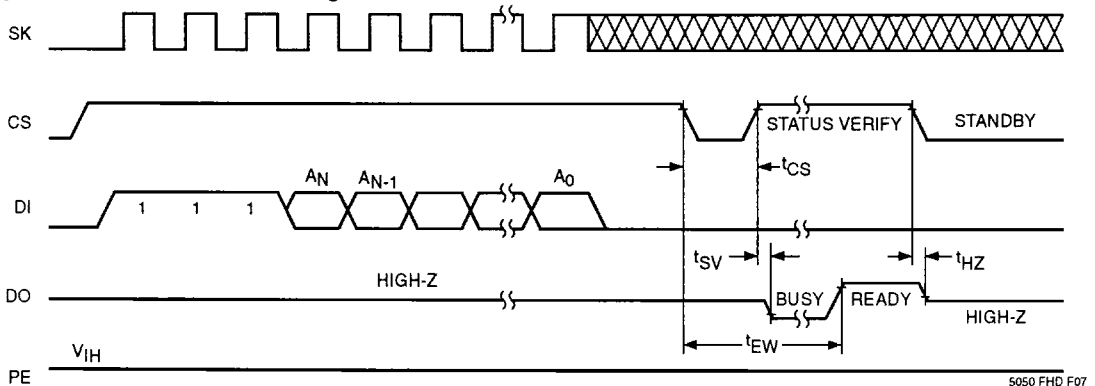 SK
CS
STATUS VERIFY
STANDBY
tCS
AN
AN-1
A0
DI
1 1 1
tSV
tHZ
HIGH-Z
DO
BUSY
READY
HIGH-Z
tEW
VIH
PE
5050 FHD F07